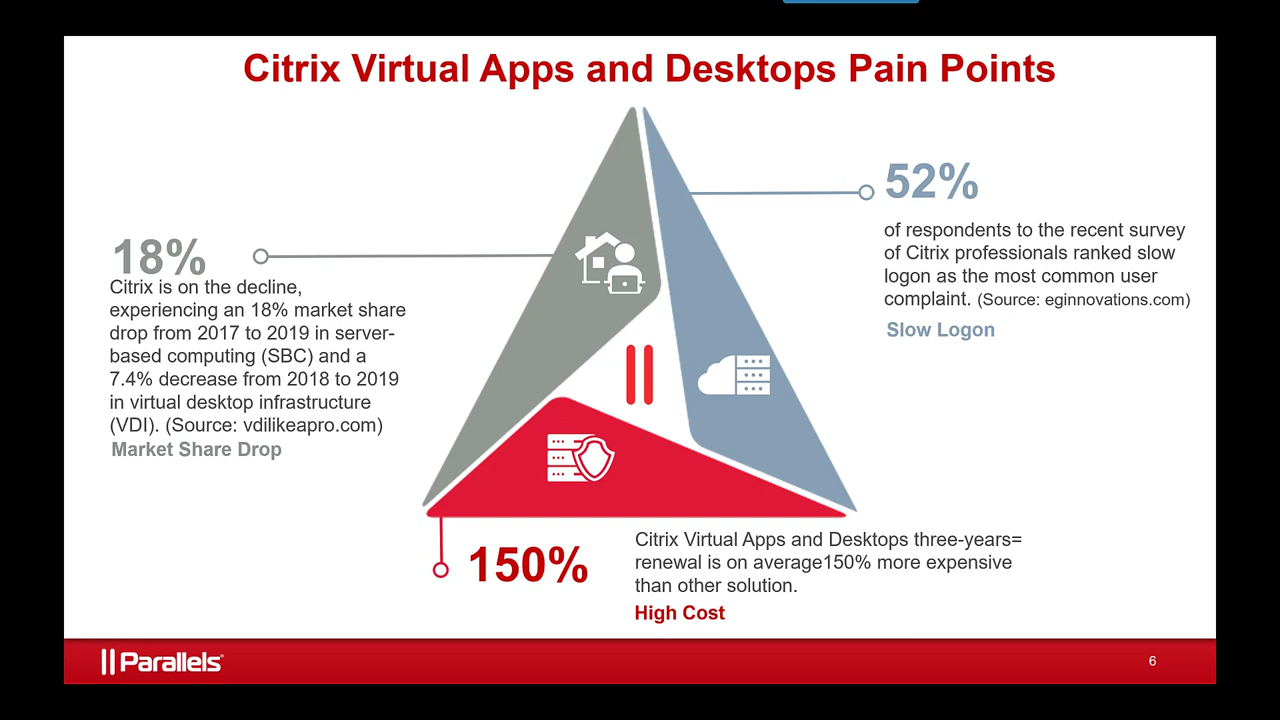 Citrix Virtual Apps and Desktops Pain Points
18%
Citrix is on the decline,
experiencing an 18% market share
drop from 2017 to 2019 in server-
based computing (SBC) and a
7.4% decrease from 2018 to 2019
in virtual desktop infrastructure
(VDI). (Source: vdilikeapro.com)
Market Share Drop
52%
of respondents to the recent survey
of Citrix professionals ranked slow
logon as the most common user
complaint. (Source: eginnovations.com)
Slow Logon
150%
Citrix Virtual Apps and Desktops three-years=
renewal is on average150% more expensive
than other solution.
High Cost
Parallels
6